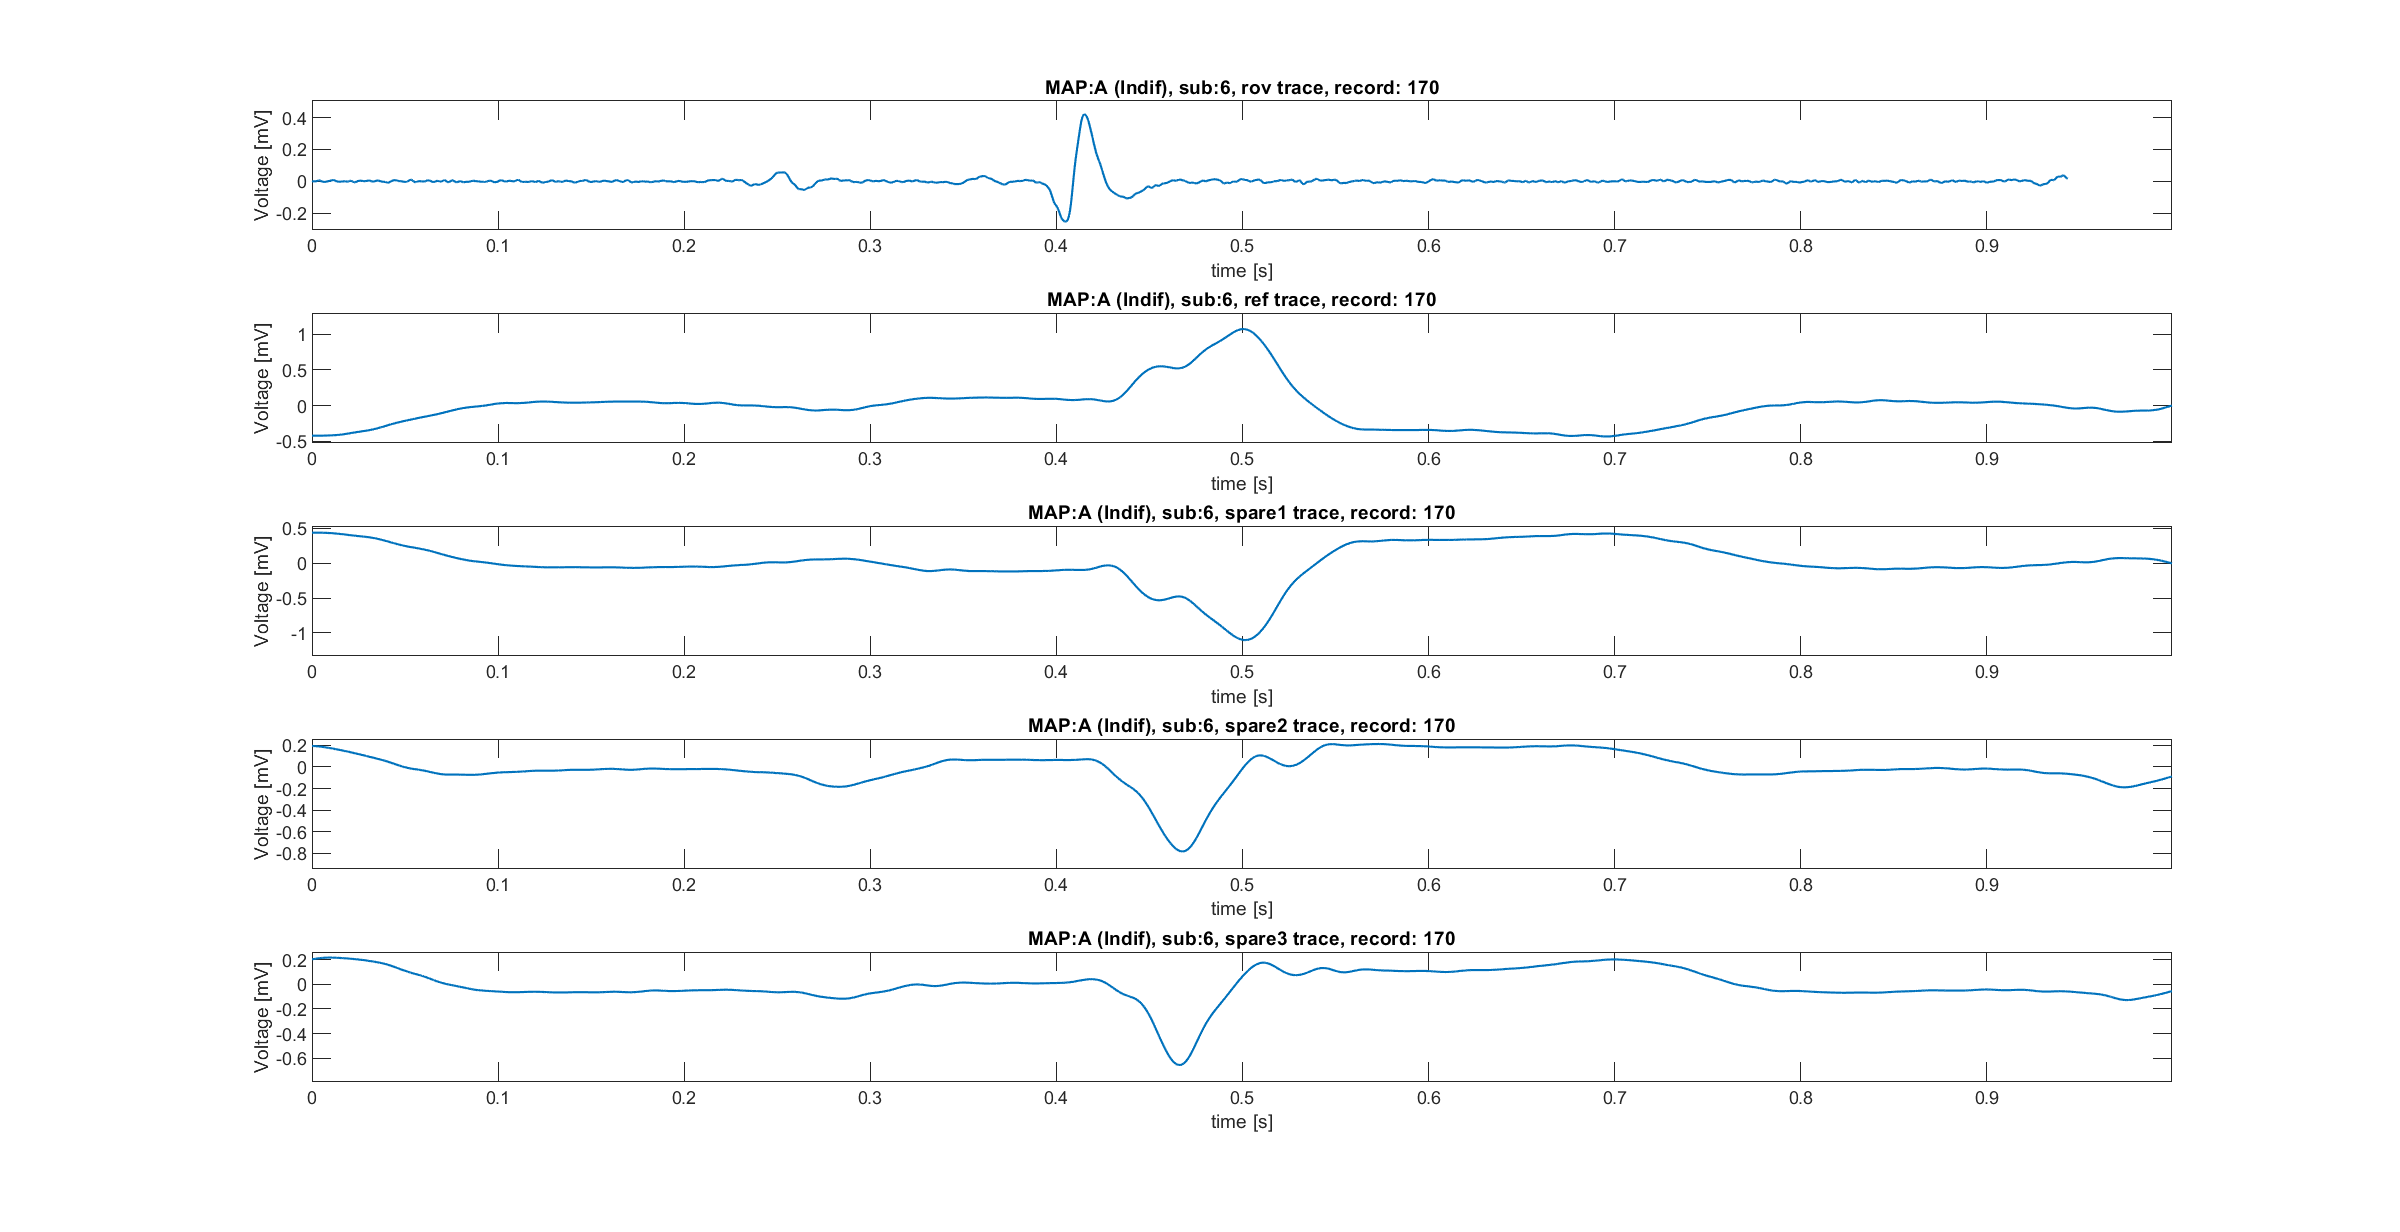 MAP:A (Indif), sub:6, rov trace, record: 170
Voltage [mV]
0.4
0.2
0
-0.2
0 0.1 0.2 0.3 0.4 0.5 0.6 0.7 0.8 0.9
time [s]
MAP:A (Indif), sub:6, ref trace, record: 170
Voltage [mV]
1
0.5
0
-0.5
0 0.1 0.2 0.3 0.4 0.5 0.6 0.7 0.8 0.9
time [s]
MAP:A (Indif), sub:6, spare1 trace, record: 170
Voltage [mV]
0.5
0
-0.5
-1
0 0.1 0.2 0.3 0.4 0.5 0.6 0.7 0.8 0.9
time [s]
MAP:A (Indif), sub:6, spare2 trace, record: 170
Voltage [mV]
0.2
0
-0.2
-0.4
-0.6
-0.8
0 0.1 0.2 0.3 0.4 0.5 0.6 0.7 0.8 0.9
time [s]
MAP:A (Indif), sub:6, spare3 trace, record: 170
Voltage [mV]
0.2
0
-0.2
-0.4
-0.6
0 0.1 0.2 0.3 0.4 0.5 0.6 0.7 0.8 0.9
time [s]